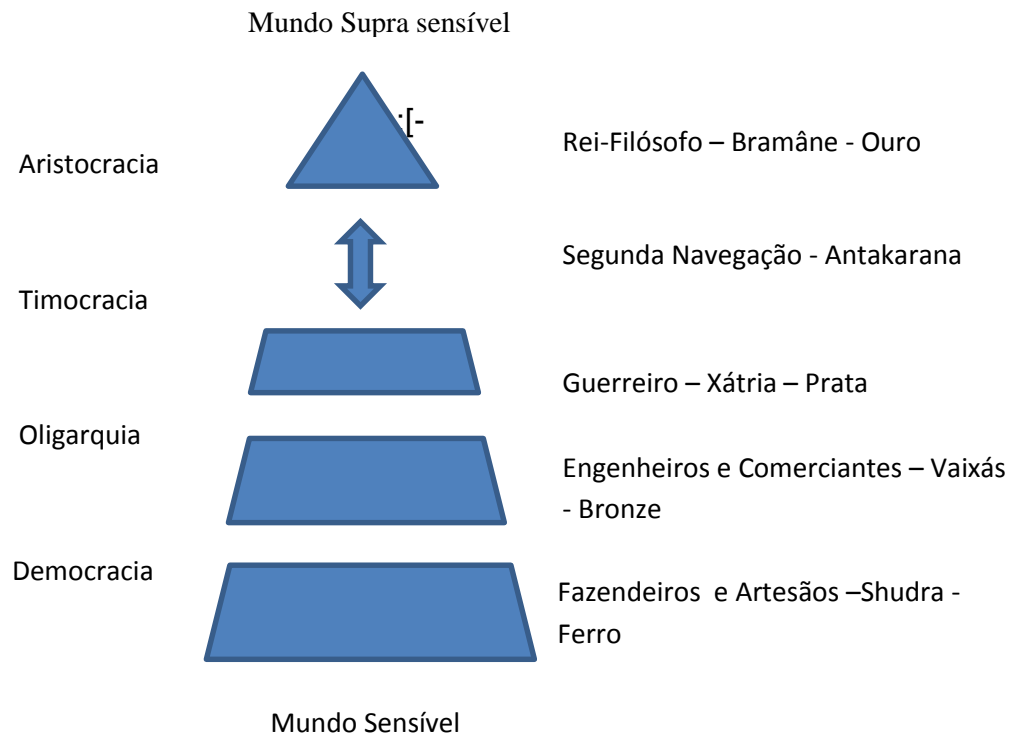 Mundo Supra sensível
:[-
Rei-Filósofo – Bramâne - Ouro
Aristocracia
Segunda Navegação - Antakarana
Timocracia
Guerreiro – Xátria – Prata
Oligarquia
Engenheiros e Comerciantes – Vaixás
- Bronze
Democracia
Fazendeiros e Artesãos –Shudra -
Ferro
Mundo Sensível